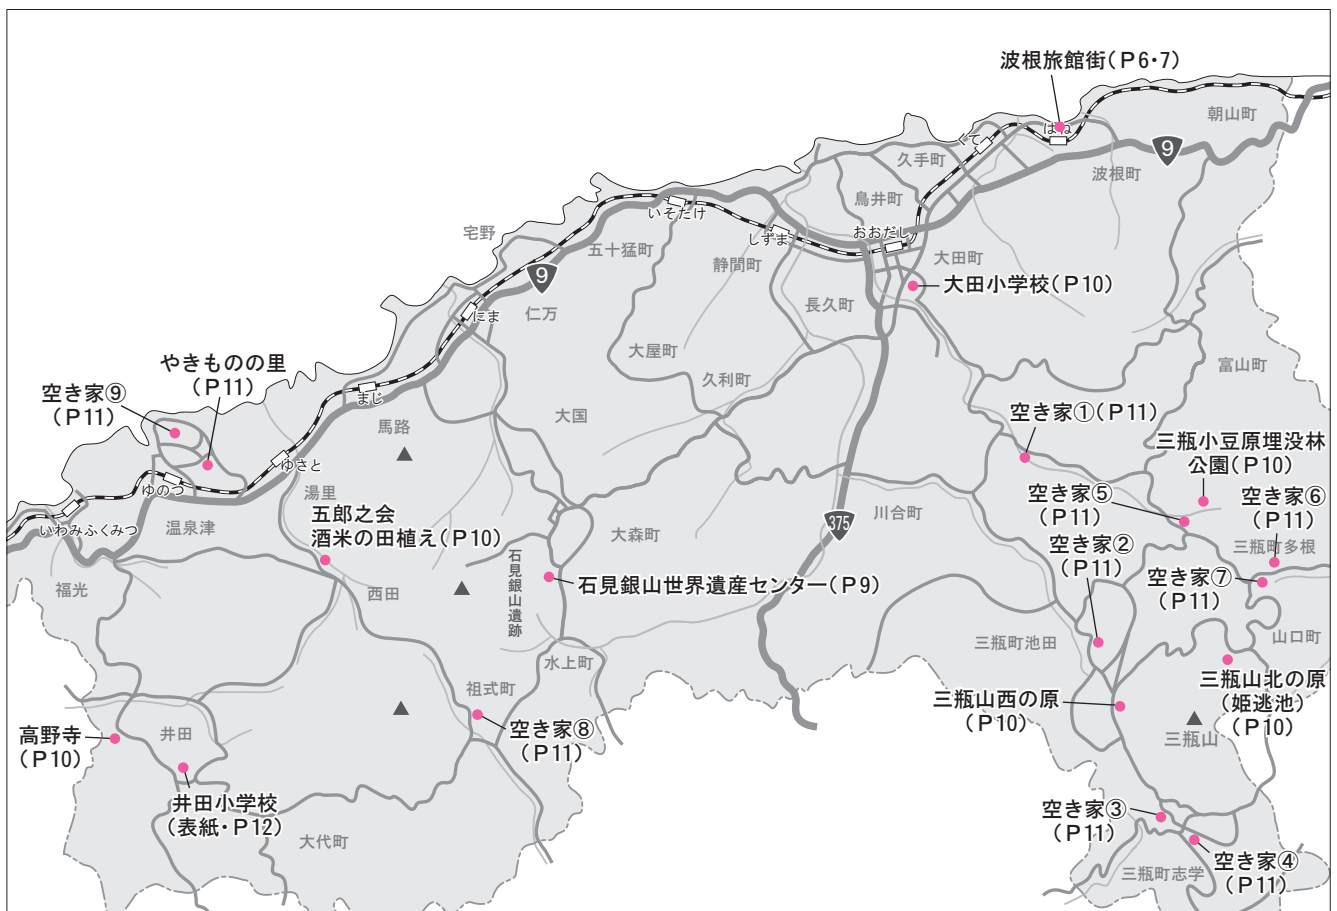 波根旅館街(P6・7)
朝山町
はね
9
くて
久手町
波根町
鳥井町
いそたけ
宅野
五十猛町
しずま
おおだし
静間町
大田町
9
大田小学校(P10)
長久町
にま
仁万
大屋町
富山町
やきものの里
(P11)
空き家⑨
(P11)
まじ
久利町
大国
空き家①(P11)
馬路
三瓶小豆原埋没林
公園(P10)
ゆさと
ゆのつ
湯里
空き家⑤
(P11)
空き家⑥
(P11)
いわみふくみつ
温泉津
五郎之会
酒米の田植え(P10)
大森町
375
川合町
空き家②
(P11)
三瓶町多根
福光
石見銀山遺跡
石見銀山世界遺産センター(P9)
空き家⑦
(P11)
西田
三瓶町池田
山口町
水上町
祖式町
三瓶山西の原
(P10)
三瓶山北の原
(姫逃池)
(P10)
高野寺
(P10)
井田
空き家⑧
(P11)
三瓶山
井田小学校
(表紙・P12)
空き家③
(P11)
大代町
空き家④
(P11)
三瓶町志学